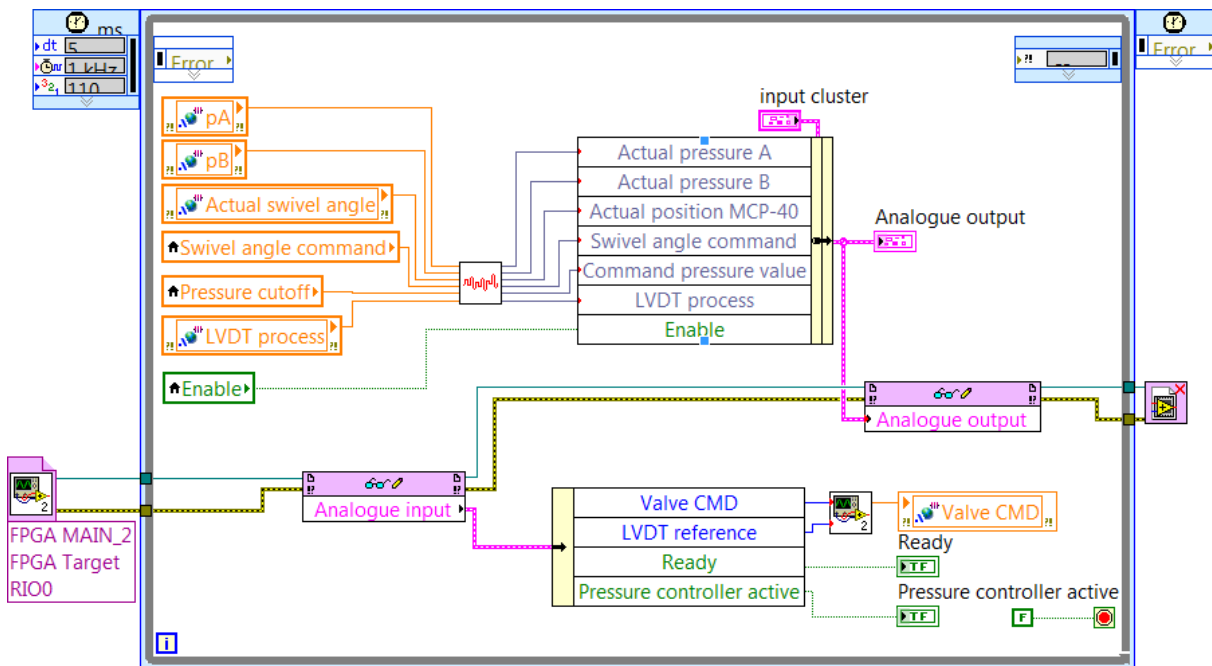 ms
dt 5
1 kHz
110
Error
Error
input cluster
pA
pB
Actual swivel angle
Swivel angle command
Pressure cutoff
LVDT process
Enable
Actual pressure A
Actual pressure B
Actual position MCP-40
Swivel angle command
Command pressure value
LVDT process
Enable
Analogue output
Analogue output
Analogue input
2
FPGA MAIN_2
FPGA Target
RIO0
Valve CMD
LVDT reference
Ready
Pressure controller active
2
Valve CMD
Ready
TF
Pressure controller active
TF
F
i